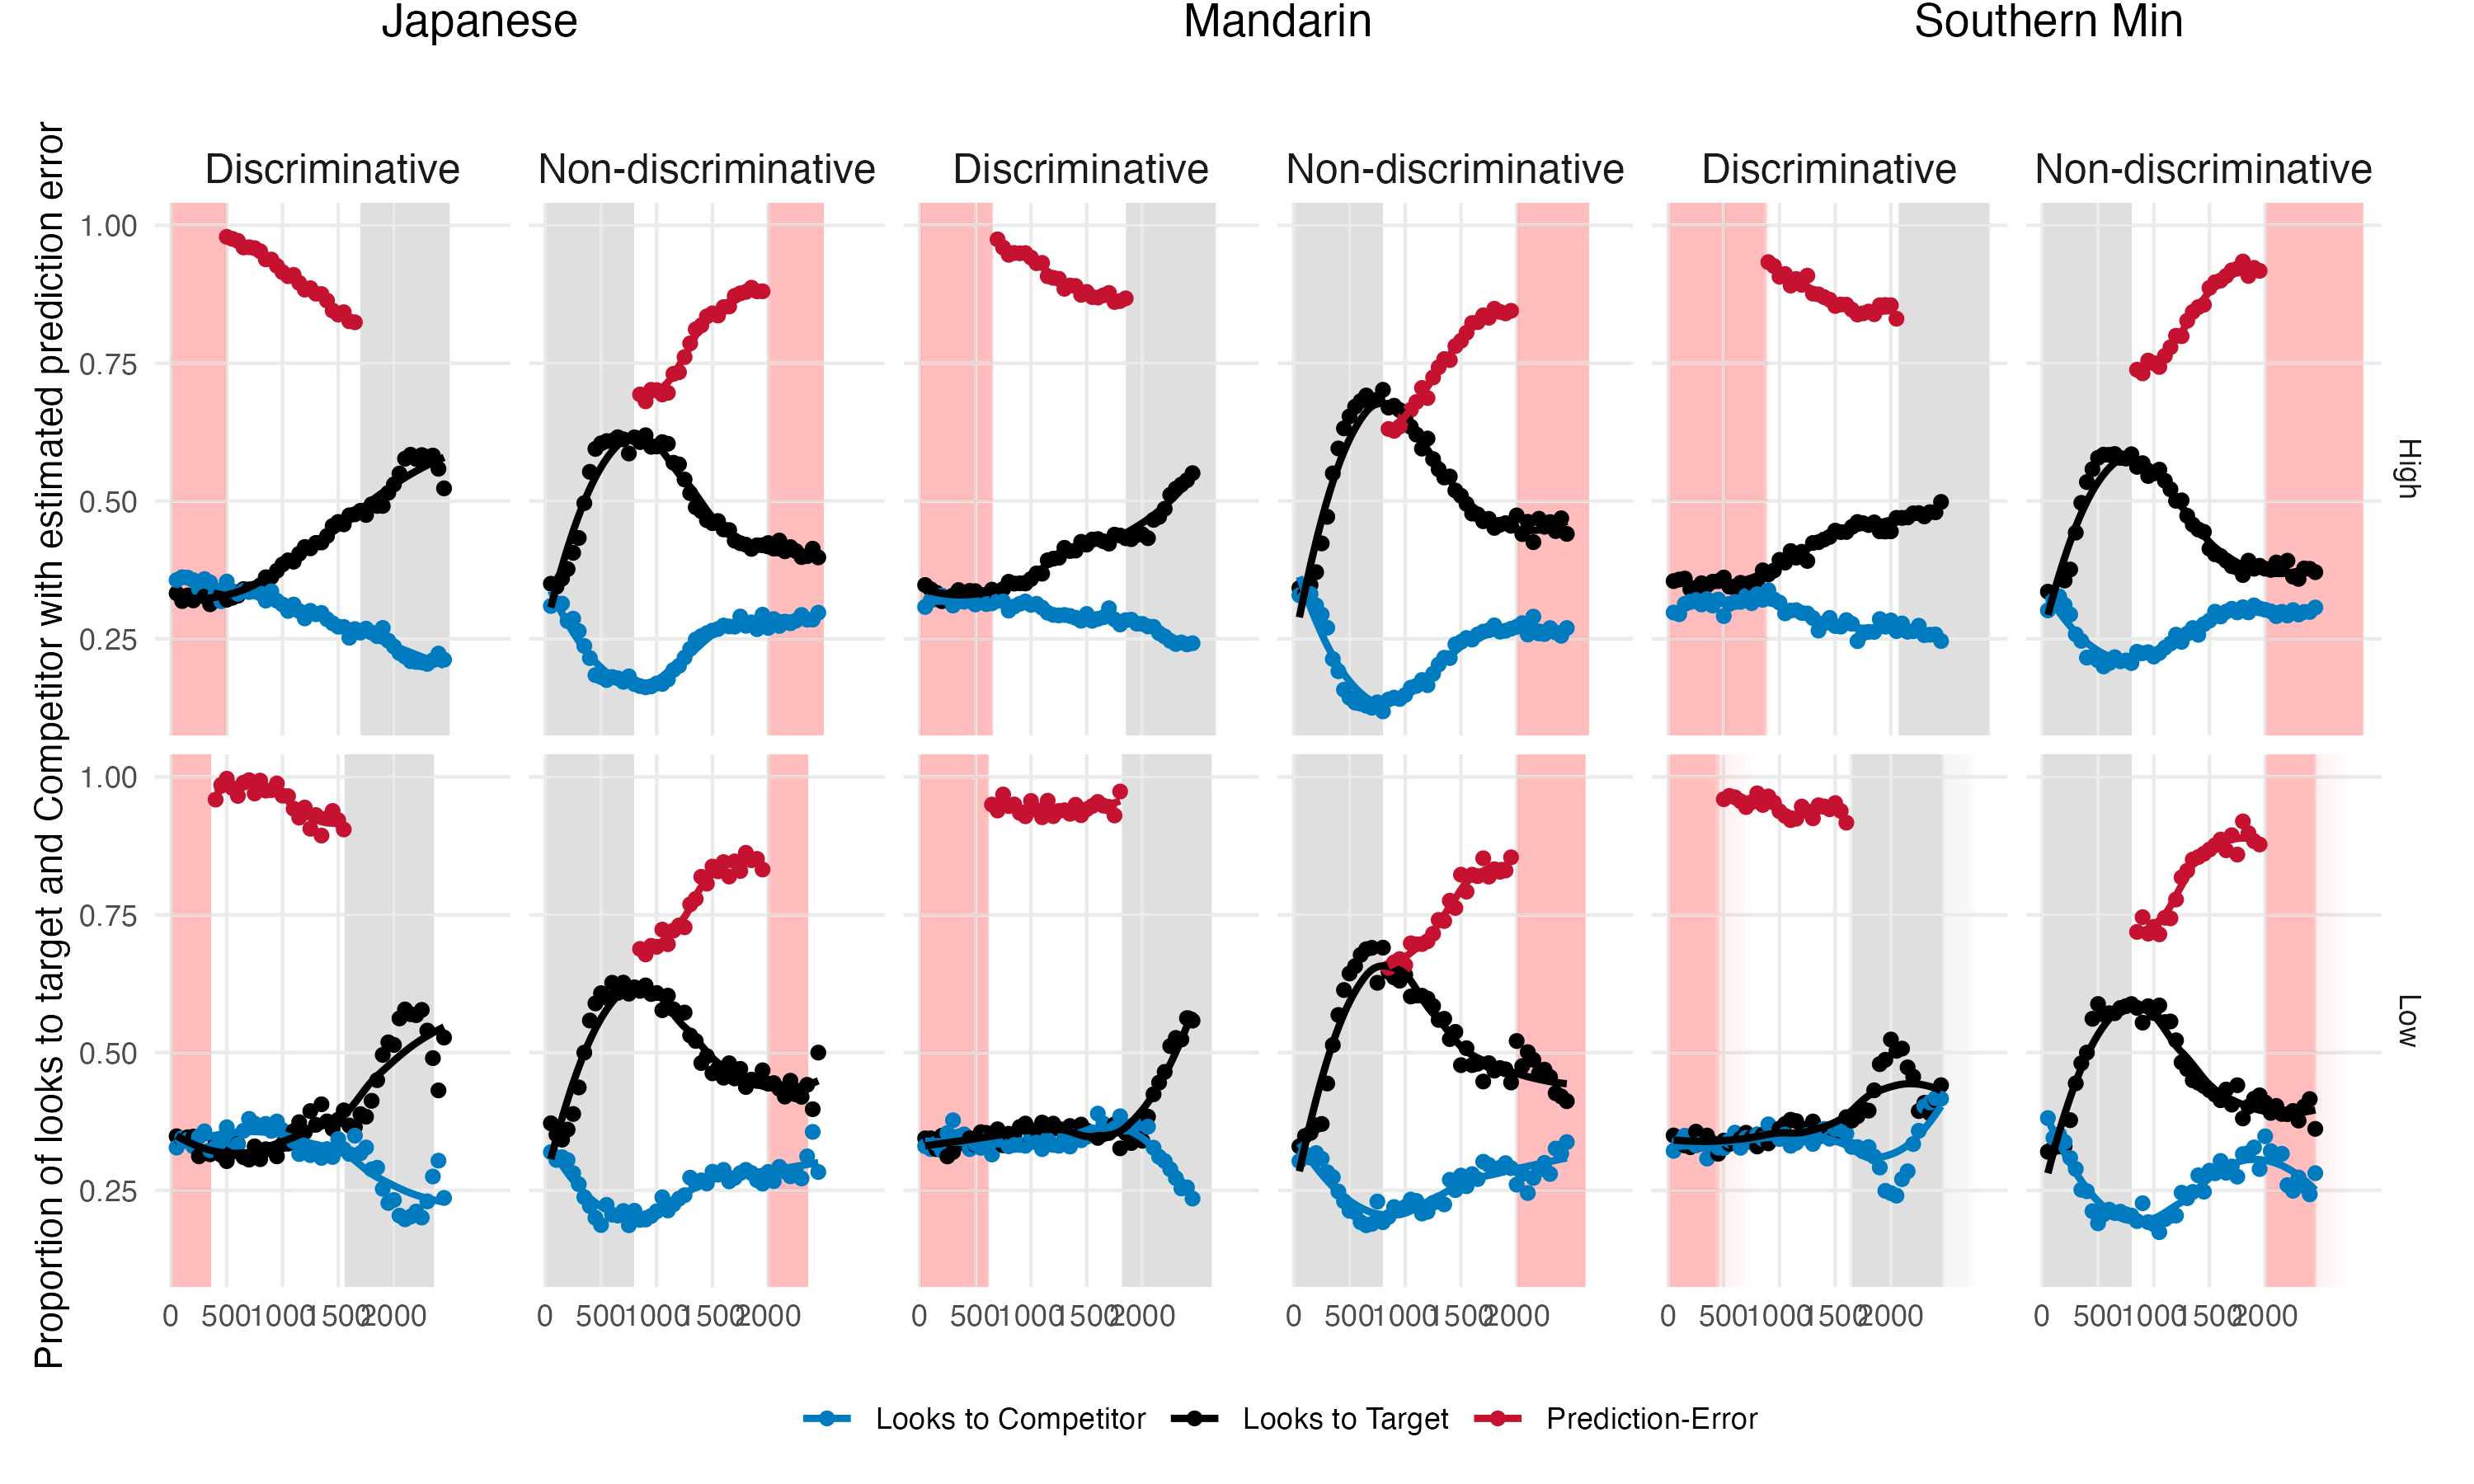 Japanese Mandarin Southern Min
Discriminative Non-discriminative Discriminative Non-discriminative Discriminative Non-discriminative
Proportion of looks to target and Competitor with estimated prediction error
1.00
0.75
0.50
0.25
High
1.00
0.75
0.50
0.25
Low
0 500 1000 1500 2000 0 500 1000 1500 2000 0 500 1000 1500 2000 0 500 1000 1500 2000 0 500 1000 1500 2000 0 500 1000 1500 2000
Looks to Competitor Looks to Target Prediction-Error